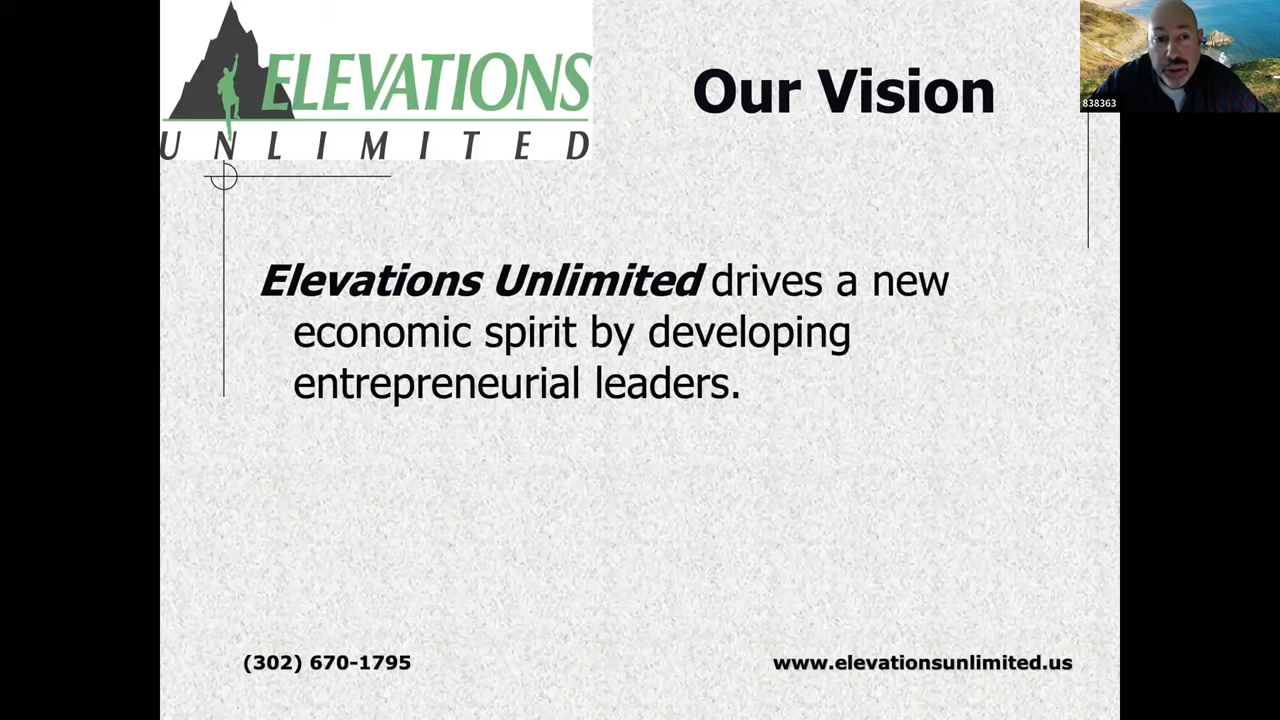 ELEVATIONS
UNLIMITED
Our Vision
838363
Elevations Unlimited drives a new
economic spirit by developing
entrepreneurial leaders.
(302) 670-1795
www.elevationsunlimited.us